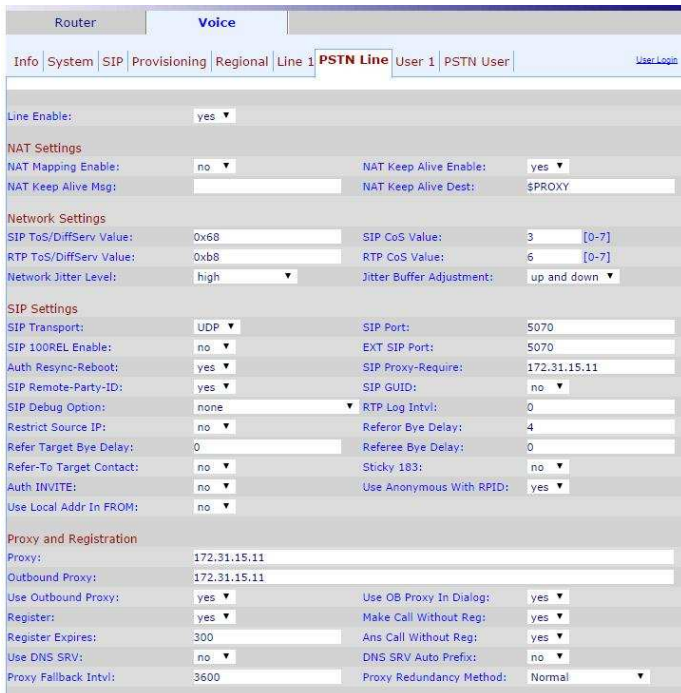 Router Voice
Info System SIP Provisioning Regional Line 1 PSTN Line User 1 PSTN User User Login
Line Enable: yes
NAT Settings
NAT Mapping Enable: no NAT Keep Alive Enable: yes
NAT Keep Alive Msg: NAT Keep Alive Dest: $PROXY
Network Settings
SIP ToS/DiffServ Value: 0x68 SIP CoS Value: 3 [0-7]
RTP ToS/DiffServ Value: 0xb8 RTP CoS Value: 6 [0-7]
Network Jitter Level: high Jitter Buffer Adjustment: up and down
SIP Settings
SIP Transport: UDP SIP Port: 5070
SIP 100REL Enable: no EXT SIP Port: 5070
Auth Resync-Reboot: yes SIP Proxy-Require: 172.31.15.11
SIP Remote-Party-ID: yes SIP GUID: no
SIP Debug Option: none RTP Log Intvl: 0
Restrict Source IP: no Referor Bye Delay: 4
Refer Target Bye Delay: 0 Referee Bye Delay: 0
Refer-To Target Contact: no Sticky 183: no
Auth INVITE: no Use Anonymous With RPID: yes
Use Local Addr In FROM: no
Proxy and Registration
Proxy: 172.31.15.11
Outbound Proxy: 172.31.15.11
Use Outbound Proxy: yes Use OB Proxy In Dialog: yes
Register: yes Make Call Without Reg: yes
Register Expires: 300 Ans Call Without Reg: yes
Use DNS SRV: no DNS SRV Auto Prefix: no
Proxy Fallback Intvl: 3600 Proxy Redundancy Method: Normal